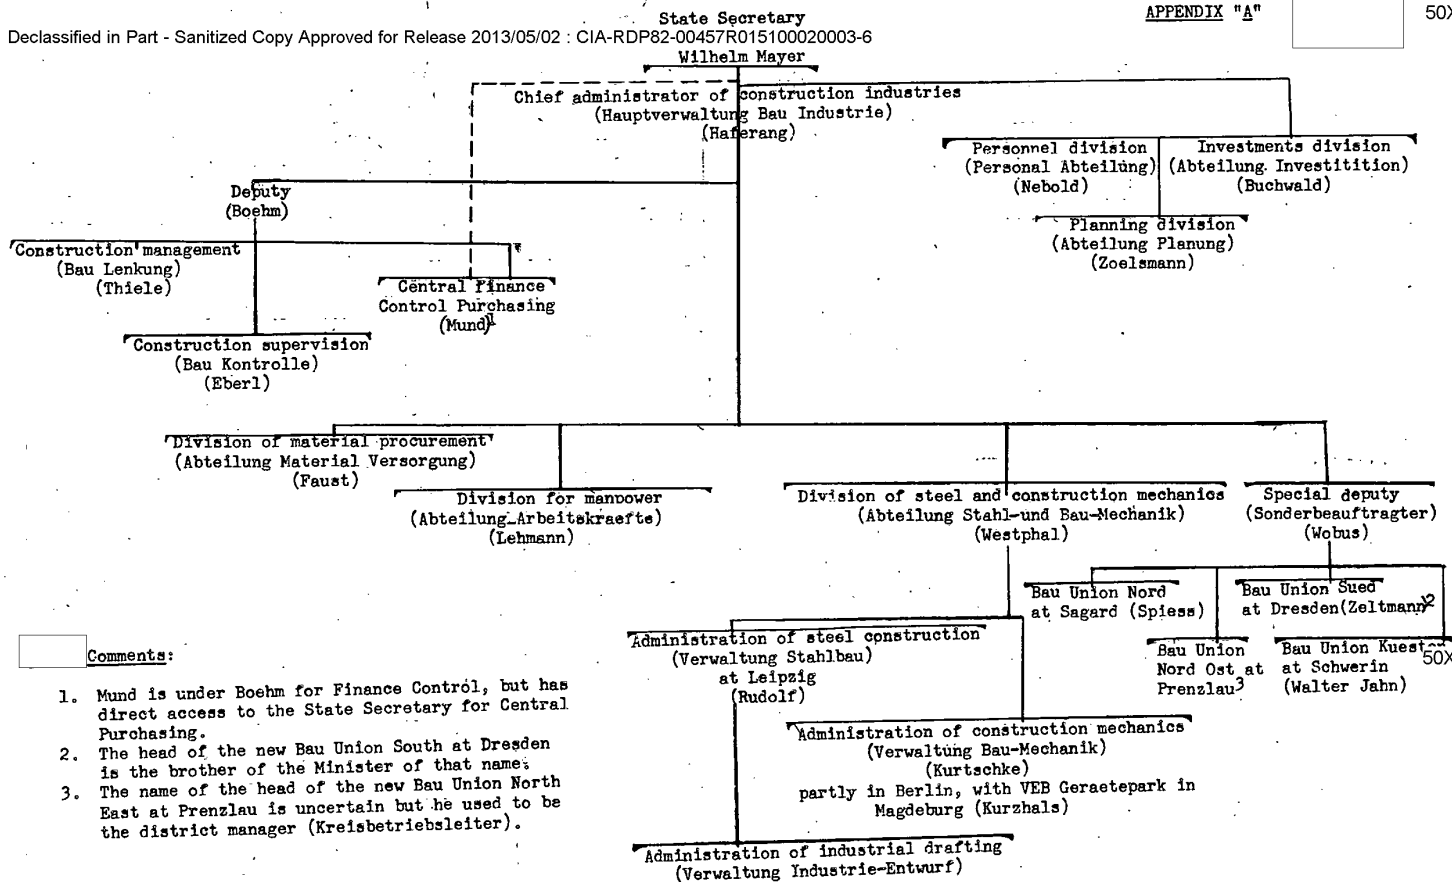 APPENDIX "A"
50X
State Secretary
Declassified in Part - Sanitized Copy Approved for Release 2013/05/02 : CIA-RDP82-00457R015100020003-6
Wilhelm Mayer
Chief administrator of construction industries
(Hauptverwaltung Bau Industrie)
(Haferang)
Personnel division
(Personal Abteilung)
(Nebold)
Investments division
(Abteilung Investitition)
(Buchwald)
Planning division
(Abteilung Planung)
(Zoelsmann)
Deputy
(Boehm)
Construction management
(Bau Lenkung)
(Thiele)
Central finance
Control Purchasing
(Mund)1
Construction supervision
(Bau Kontrolle)
(Eberl)
Division of material procurement
(Abteilung Material Versorgung)
(Faust)
Division for manpower
(Abteilung Arbeitskraefte)
(Lehmann)
Division of steel and construction mechanics
(Abteilung Stahl-und Bau-Mechanik)
(Westphal)
Special deputy
(Sonderbeauftragter)
(Wobus)
Bau Union Nord
at Sagard (Spiess)
Bau Union Sued
at Dresden(Zeltmann)2
Bau Union
Nord Ost at
Prenzlau3
Bau Union
at Schwerin
(Walter Jahn)
50X
Administration of steel construction
(Verwaltung Stahlbau)
at Leipzig
(Rudolf)
Administration of construction mechanics
(Verwaltung Bau-Mechanik)
(Kurtschke)
partly in Berlin, with VEB Geraetepark in
Magdeburg (Kurzhals)
Administration of industrial drafting
(Verwaltung Industrie-Entwurf)
Comments:
1. Mund is under Boehm for Finance Control, but has
direct access to the State Secretary for Central
Purchasing.
2. The head of the new Bau Union South at Dresden
is the brother of the Minister of that name.
3. The name of the head of the new Bau Union North
East at Prenzlau is uncertain but he used to be
the district manager (Kreisbetriebsleiter).